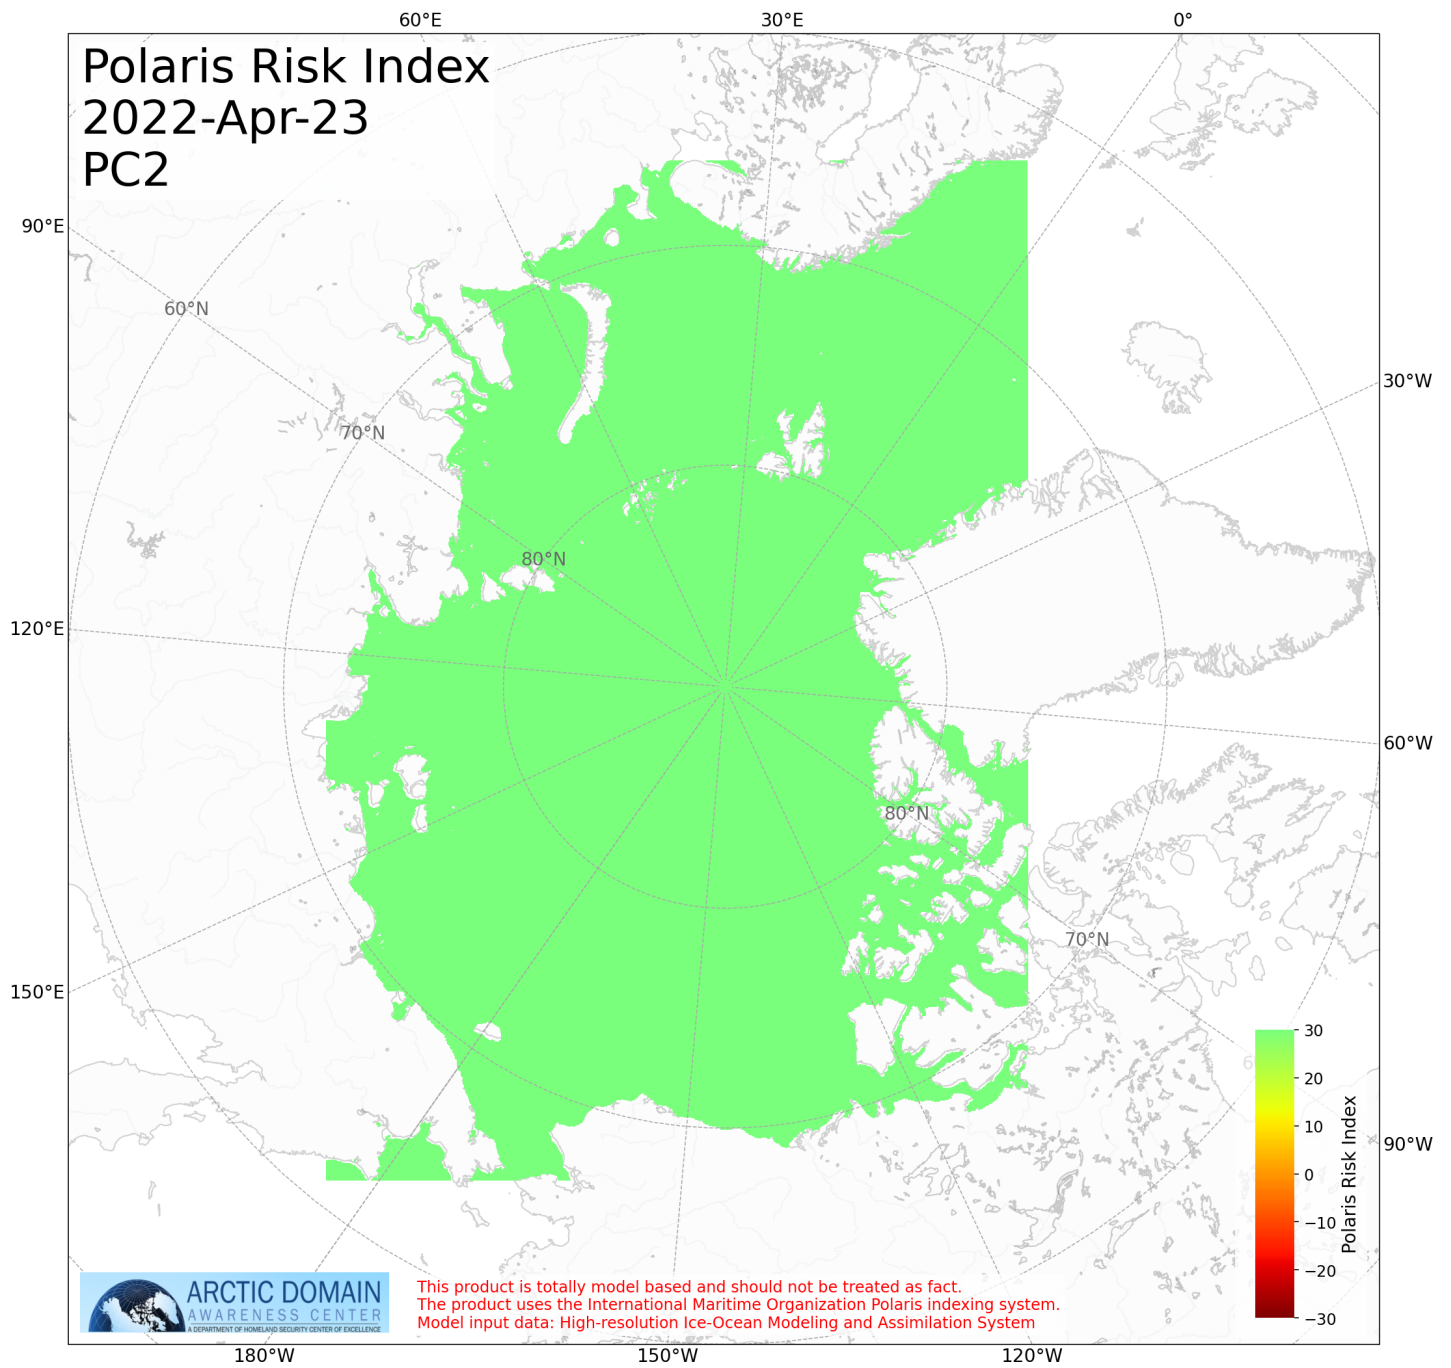 60°E 30°E 0°
Polaris Risk Index
2022-Apr-23
PC2
90°E
60°N
30°W
70°N
80°N
120°E
60°W
80°N
70°N
150°E
30
20
10
0
−10
−20
−30
Polaris Risk Index
90°W
ARCTIC DOMAIN
AWARENESS CENTER
A DEPARTMENT OF HOMELAND SECURITY CENTER OF EXCELLENCE
This product is totally model based and should not be treated as fact.
The product uses the International Maritime Organization Polaris indexing system.
Model input data: High-resolution Ice-Ocean Modeling and Assimilation System
180°W 150°W 120°W